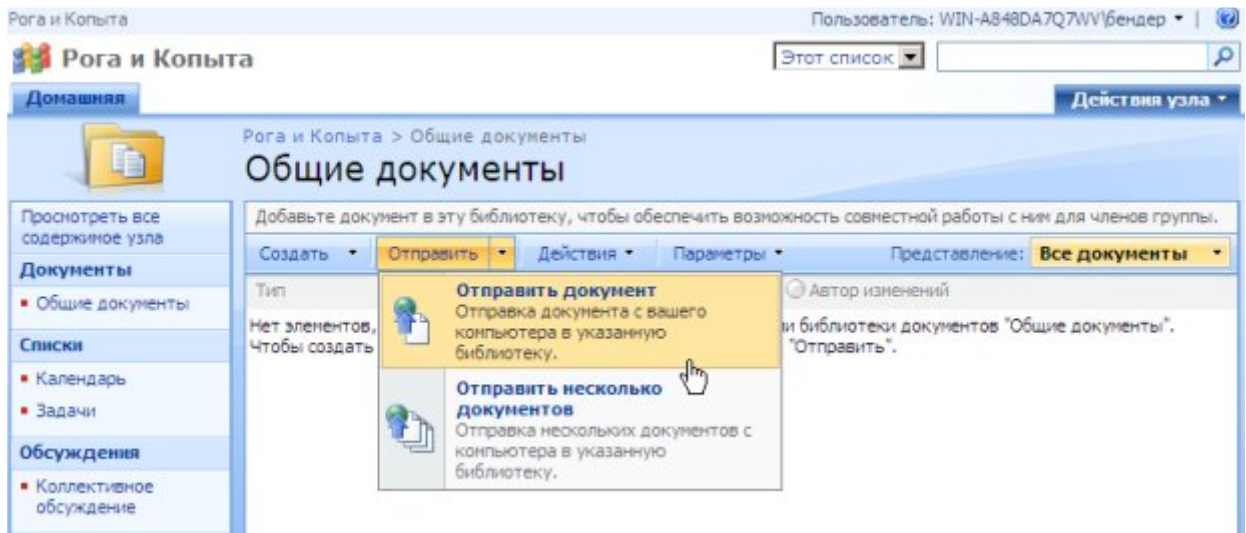 Рога и Копыта
Пользователь: WIN-A848DA7Q7WV\бендер
Рога и Копыта
Этот список
Домашняя
Действия узла
Рога и Копыта > Общие документы
Общие документы
Просмотреть все
содержимое узла
Документы
Общие документы
Списки
Календарь
Задачи
Обсуждения
Коллективное
обсуждение
Добавьте документ в эту библиотеку, чтобы обеспечить возможность совместной работы с ним для членов группы.
Создать Отправить Действия Параметры Представление: Все документы
Тип Автор изменений
Нет элементов, и библиотеки документов "Общие документы".
Чтобы создать "Отправить".
Отправить документ
Отправка документа с вашего
компьютера в указанную
библиотеку.
Отправить несколько
документов
Отправка нескольких документов с
компьютера в указанную
библиотеку.